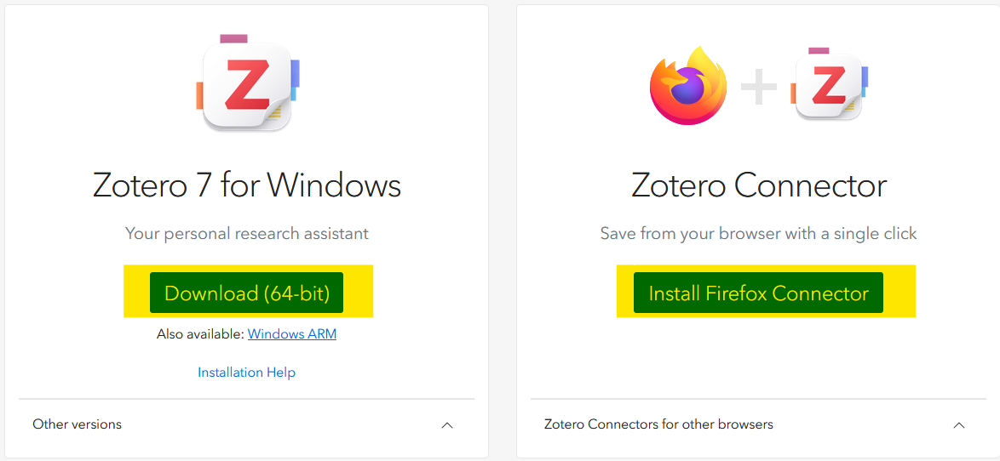 Zotero 7 for Windows
Your personal research assistant
Download (64-bit)
Also available: Windows ARM
Installation Help
Other versions
Zotero Connector
Save from your browser with a single click
Install Firefox Connector
Zotero Connectors for other browsers